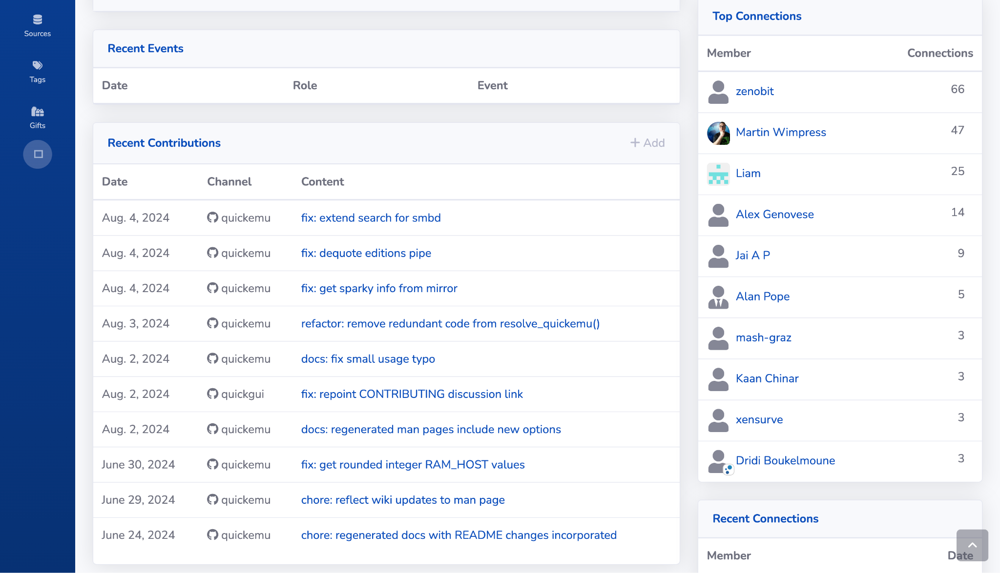 Sources
Tags
Gifts
Recent Events
Date Role Event
Recent Contributions
Add
Date Channel Content
Aug. 4, 2024 quickemu fix: extend search for smbd
Aug. 4, 2024 quickemu fix: dequote editions pipe
Aug. 4, 2024 quickemu fix: get sparky info from mirror
Aug. 3, 2024 quickemu refactor: remove redundant code from resolve_quickemu()
Aug. 2, 2024 quickemu docs: fix small usage typo
Aug. 2, 2024 quickgui fix: repoint CONTRIBUTING discussion link
Aug. 2, 2024 quickemu docs: regenerated man pages include new options
June 30, 2024 quickemu fix: get rounded integer RAM_HOST values
June 29, 2024 quickemu chore: reflect wiki updates to man page
June 24, 2024 quickemu chore: regenerated docs with README changes incorporated
Top Connections
Member Connections
zenobit 66
Martin Wimpress 47
Liam 25
Alex Genovese 14
Jai A P 9
Alan Pope 5
mash-graz 3
Kaan Chinar 3
xensurve 3
Dridi Boukelmoune 3
Recent Connections
Member Date